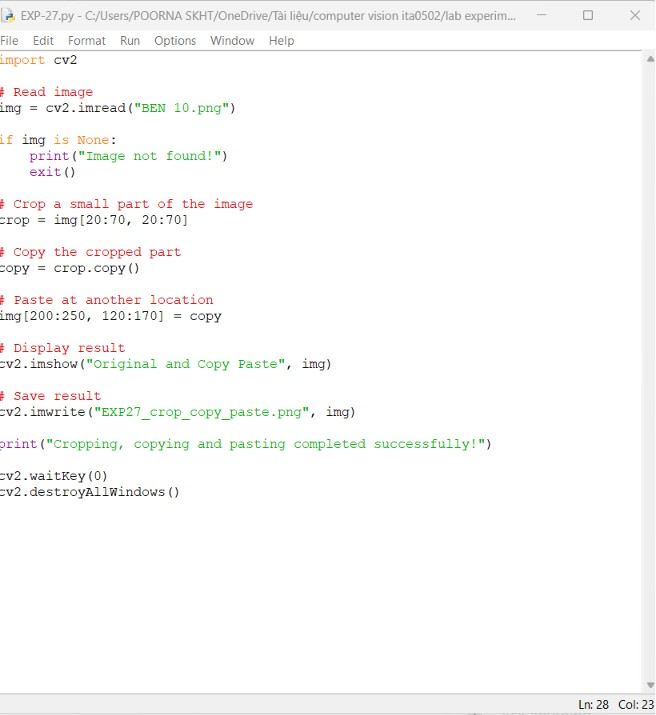 EXP-27.py - C:/Users/POORNA SKHT/OneDrive/Tài liệu/computer vision ita0502/lab experim...
File Edit Format Run Options Window Help
import cv2
# Read image
img = cv2.imread("BEN 10.png")
if img is None:
    print("Image not found!")
    exit()
# Crop a small part of the image
crop = img[20:70, 20:70]
# Copy the cropped part
copy = crop.copy()
# Paste at another location
img[200:250, 120:170] = copy
# Display result
cv2.imshow("Original and Copy Paste", img)
# Save result
cv2.imwrite("EXP27_crop_copy_paste.png", img)
print("Cropping, copying and pasting completed successfully!")
cv2.waitKey(0)
cv2.destroyAllWindows()
Ln: 28 Col: 23